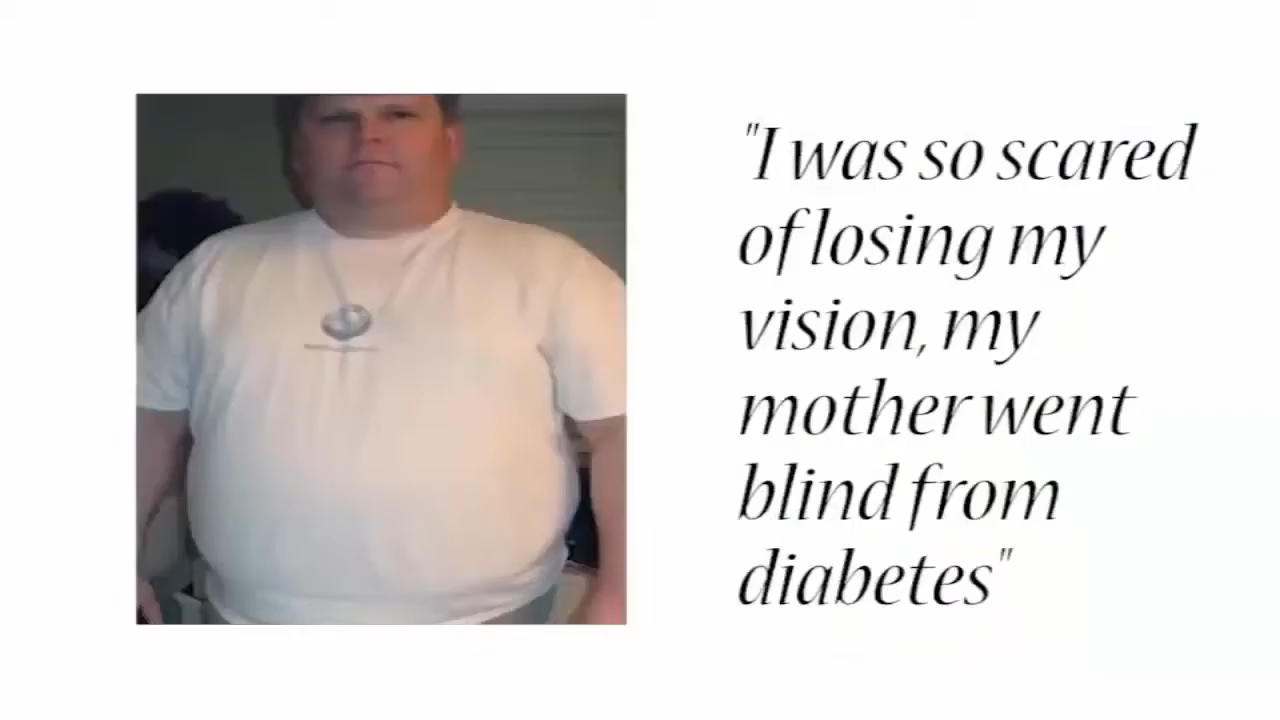 "I was so scared
of losing my
vision, my
mother went
blind from
diabetes"